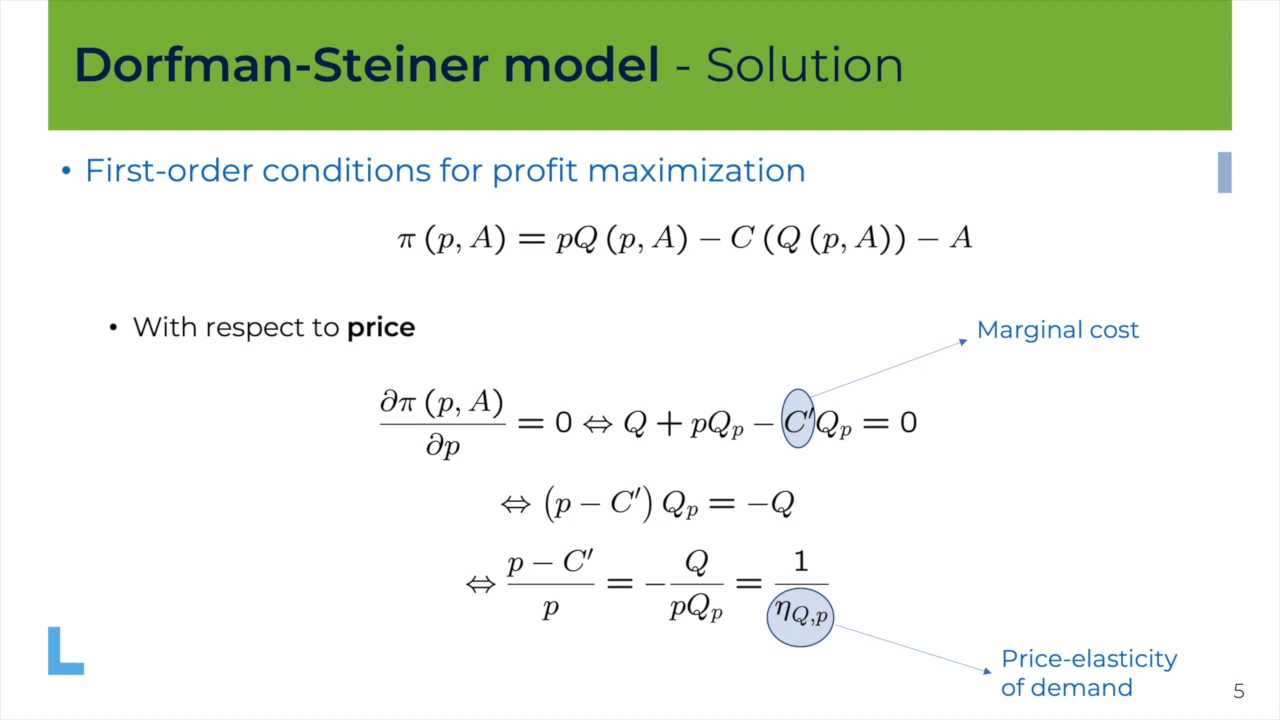 Dorfman-Steiner model - Solution
• First-order conditions for profit maximization
π (p, A) = pQ (p, A) − C (Q (p, A)) − A
• With respect to price
Marginal cost
∂π (p, A) / ∂p = 0 ⇔ Q + pQ_p − C′Q_p = 0
⇔ (p − C′) Q_p = −Q
⇔ (p − C′) / p = − Q / pQ_p = 1 / η_{Q,p}
Price-elasticity
of demand
5